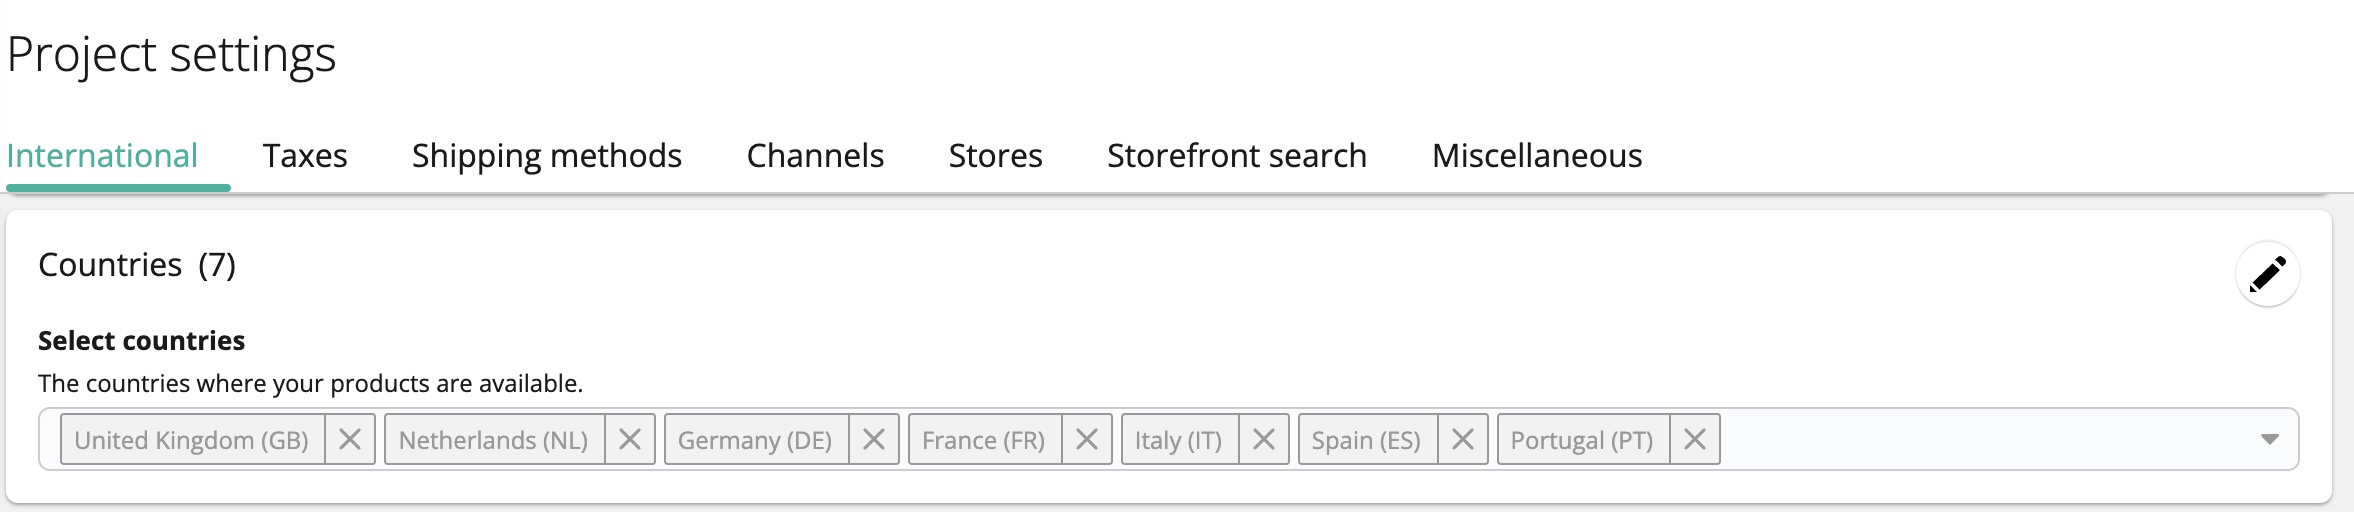 Project settings
International Taxes Shipping methods Channels Stores Storefront search Miscellaneous
Countries (7)
Select countries
The countries where your products are available.
United Kingdom (GB) Netherlands (NL) Germany (DE) France (FR) Italy (IT) Spain (ES) Portugal (PT)